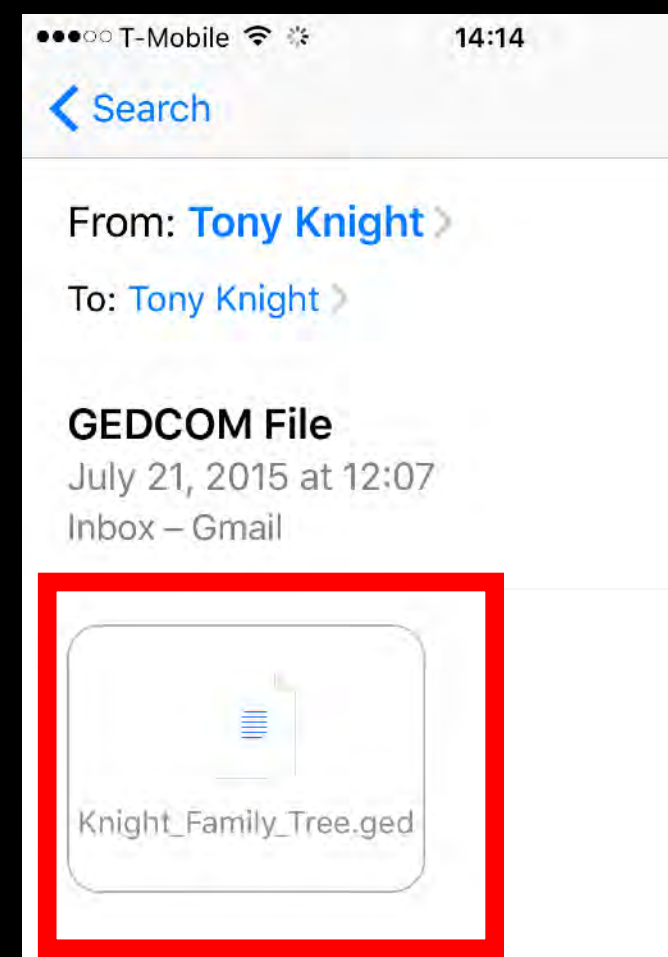 T-Mobile 14:14
Search
From: Tony Knight
To: Tony Knight
GEDCOM File
July 21, 2015 at 12:07
Inbox – Gmail
Knight_Family_Tree.ged